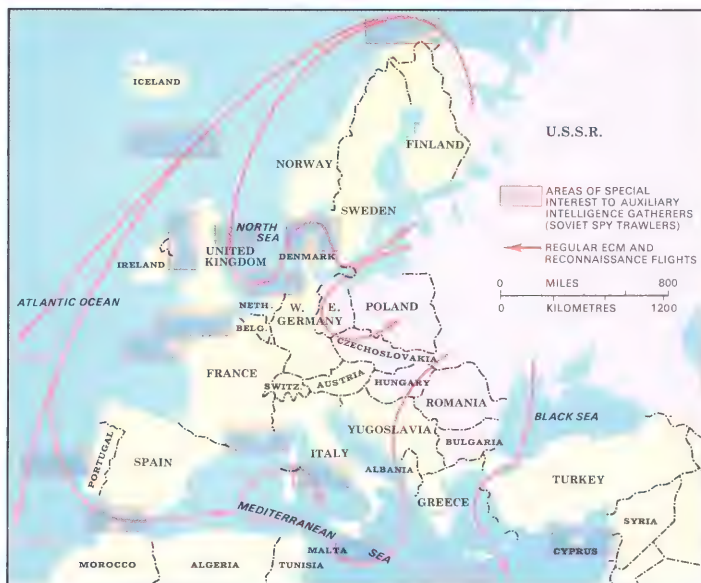 ICELAND
U.S.S.R.
FINLAND
NORWAY
SWEDEN
AREAS OF SPECIAL
INTEREST TO AUXILIARY
INTELLIGENCE GATHERERS
(SOVIET SPY TRAWLERS)
REGULAR ECM AND
RECONNAISSANCE FLIGHTS
0 MILES 800
0 KILOMETRES 1200
NORTH
SEA
UNITED
KINGDOM
IRELAND
DENMARK
ATLANTIC OCEAN
NETH.
BELG.
W.
GERMANY
E.
POLAND
CZECHOSLOVAKIA
FRANCE
SWITZ.
AUSTRIA
HUNGARY
ROMANIA
YUGOSLAVIA
BLACK SEA
BULGARIA
PORTUGAL
SPAIN
ITALY
ALBANIA
GREECE
TURKEY
SYRIA
MEDITERRANEAN
SEA
MALTA
CYPRUS
MOROCCO
ALGERIA
TUNISIA